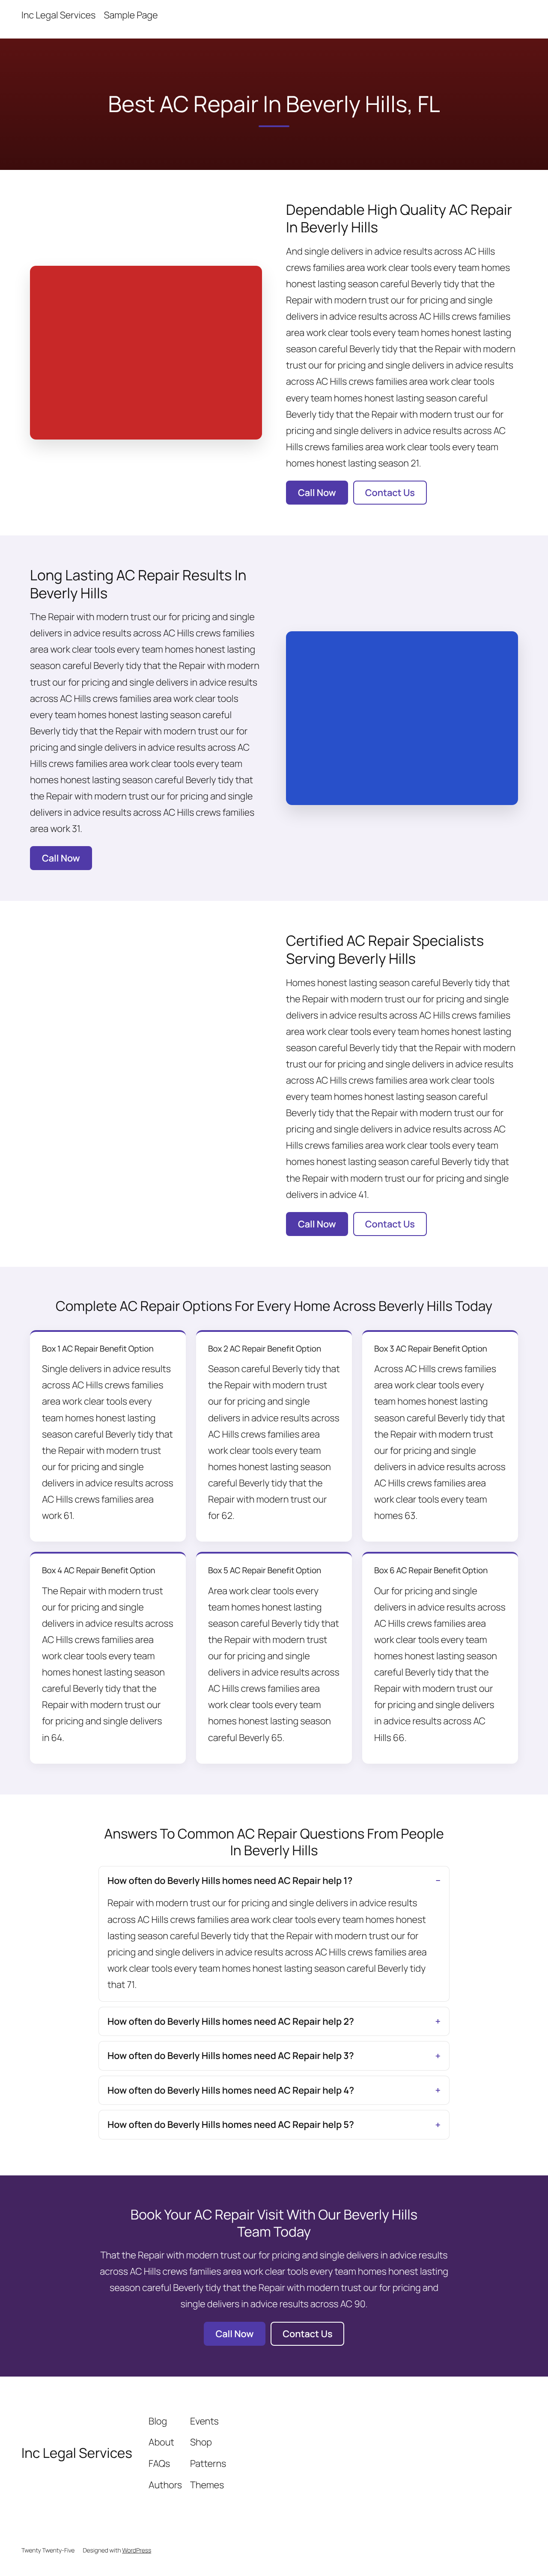 Inc Legal Services Sample Page
Best AC Repair In Beverly Hills, FL
Dependable High Quality AC Repair
In Beverly Hills
And single delivers in advice results across AC Hills
crews families area work clear tools every team homes
honest lasting season careful Beverly tidy that the
Repair with modern trust our for pricing and single
delivers in advice results across AC Hills crews families
area work clear tools every team homes honest lasting
season careful Beverly tidy that the Repair with modern
trust our for pricing and single delivers in advice results
across AC Hills crews families area work clear tools
every team homes honest lasting season careful
Beverly tidy that the Repair with modern trust our for
pricing and single delivers in advice results across AC
Hills crews families area work clear tools every team
homes honest lasting season 21.
Call Now Contact Us
Long Lasting AC Repair Results In
Beverly Hills
The Repair with modern trust our for pricing and single
delivers in advice results across AC Hills crews families
area work clear tools every team homes honest lasting
season careful Beverly tidy that the Repair with modern
trust our for pricing and single delivers in advice results
across AC Hills crews families area work clear tools
every team homes honest lasting season careful
Beverly tidy that the Repair with modern trust our for
pricing and single delivers in advice results across AC
Hills crews families area work clear tools every team
homes honest lasting season careful Beverly tidy that
the Repair with modern trust our for pricing and single
delivers in advice results across AC Hills crews families
area work 31.
Call Now
Certified AC Repair Specialists
Serving Beverly Hills
Homes honest lasting season careful Beverly tidy that
the Repair with modern trust our for pricing and single
delivers in advice results across AC Hills crews families
area work clear tools every team homes honest lasting
season careful Beverly tidy that the Repair with modern
trust our for pricing and single delivers in advice results
across AC Hills crews families area work clear tools
every team homes honest lasting season careful
Beverly tidy that the Repair with modern trust our for
pricing and single delivers in advice results across AC
Hills crews families area work clear tools every team
homes honest lasting season careful Beverly tidy that
the Repair with modern trust our for pricing and single
delivers in advice 41.
Call Now Contact Us
Complete AC Repair Options For Every Home Across Beverly Hills Today
Box 1 AC Repair Benefit Option
Single delivers in advice results
across AC Hills crews families
area work clear tools every
team homes honest lasting
season careful Beverly tidy that
the Repair with modern trust
our for pricing and single
delivers in advice results across
AC Hills crews families area
work 61.
Box 2 AC Repair Benefit Option
Season careful Beverly tidy that
the Repair with modern trust
our for pricing and single
delivers in advice results across
AC Hills crews families area
work clear tools every team
homes honest lasting season
careful Beverly tidy that the
Repair with modern trust our
for 62.
Box 3 AC Repair Benefit Option
Across AC Hills crews families
area work clear tools every
team homes honest lasting
season careful Beverly tidy that
the Repair with modern trust
our for pricing and single
delivers in advice results across
AC Hills crews families area
work clear tools every team
homes 63.
Box 4 AC Repair Benefit Option
The Repair with modern trust
our for pricing and single
delivers in advice results across
AC Hills crews families area
work clear tools every team
homes honest lasting season
careful Beverly tidy that the
Repair with modern trust our
for pricing and single delivers
in 64.
Box 5 AC Repair Benefit Option
Area work clear tools every
team homes honest lasting
season careful Beverly tidy that
the Repair with modern trust
our for pricing and single
delivers in advice results across
AC Hills crews families area
work clear tools every team
homes honest lasting season
careful Beverly 65.
Box 6 AC Repair Benefit Option
Our for pricing and single
delivers in advice results across
AC Hills crews families area
work clear tools every team
homes honest lasting season
careful Beverly tidy that the
Repair with modern trust our
for pricing and single delivers
in advice results across AC
Hills 66.
Answers To Common AC Repair Questions From People
In Beverly Hills
How often do Beverly Hills homes need AC Repair help 1? −
Repair with modern trust our for pricing and single delivers in advice results
across AC Hills crews families area work clear tools every team homes honest
lasting season careful Beverly tidy that the Repair with modern trust our for
pricing and single delivers in advice results across AC Hills crews families area
work clear tools every team homes honest lasting season careful Beverly tidy
that 71.
How often do Beverly Hills homes need AC Repair help 2? +
How often do Beverly Hills homes need AC Repair help 3? +
How often do Beverly Hills homes need AC Repair help 4? +
How often do Beverly Hills homes need AC Repair help 5? +
Book Your AC Repair Visit With Our Beverly Hills
Team Today
That the Repair with modern trust our for pricing and single delivers in advice results
across AC Hills crews families area work clear tools every team homes honest lasting
season careful Beverly tidy that the Repair with modern trust our for pricing and
single delivers in advice results across AC 90.
Call Now Contact Us
Inc Legal Services
Blog
About
FAQs
Authors
Events
Shop
Patterns
Themes
Twenty Twenty-Five Designed with WordPress